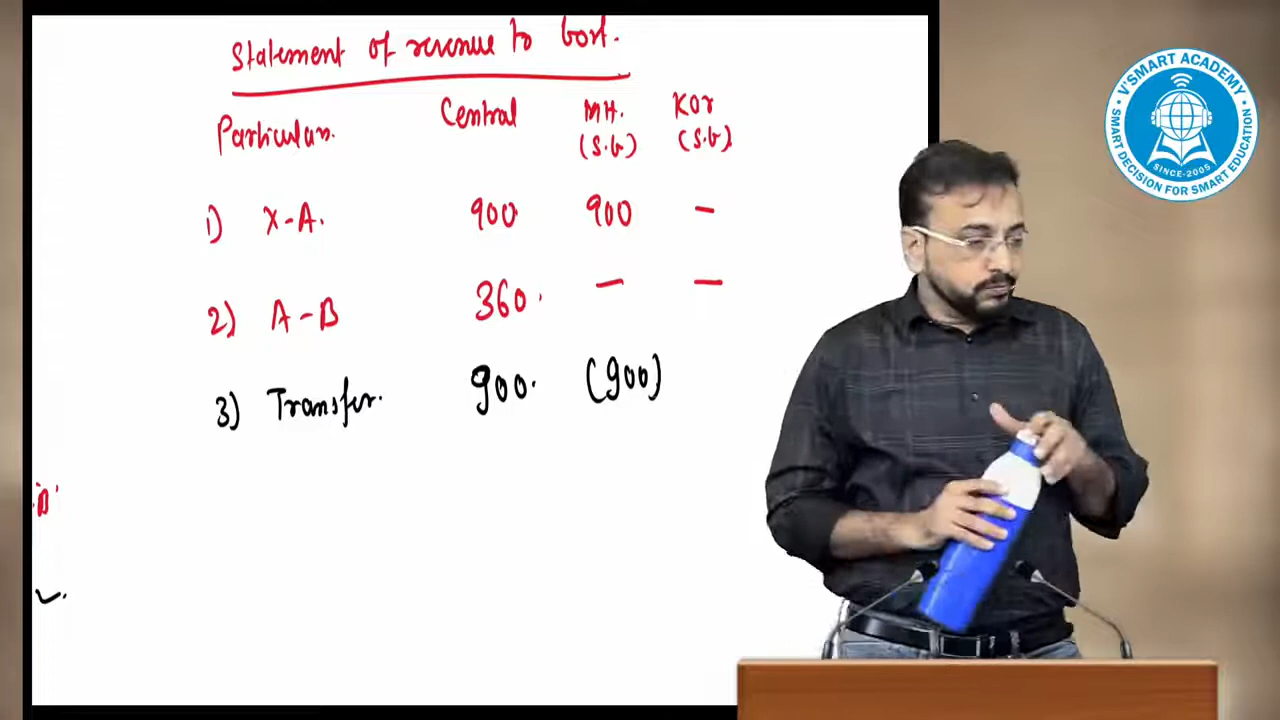 Statement of revenue to Govt.
Particulars. Central MH. (S.G) KOr (S.G)
1) X-A. 900 900 -
2) A-B 360. - -
3) Transfer. 900. (900)
'B'
V'SMART ACADEMY
SINCE-2005
SMART DECISION FOR SMART EDUCATION